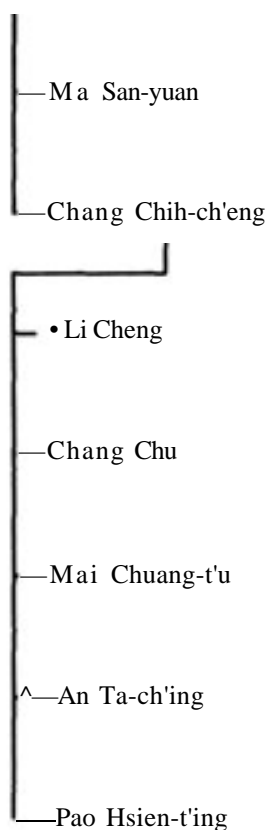 —Ma San-yuan
—Chang Chih-ch'eng
• Li Cheng
—Chang Chu
—Mai Chuang-t'u
^—An Ta-ch'ing
—Pao Hsien-t'ing